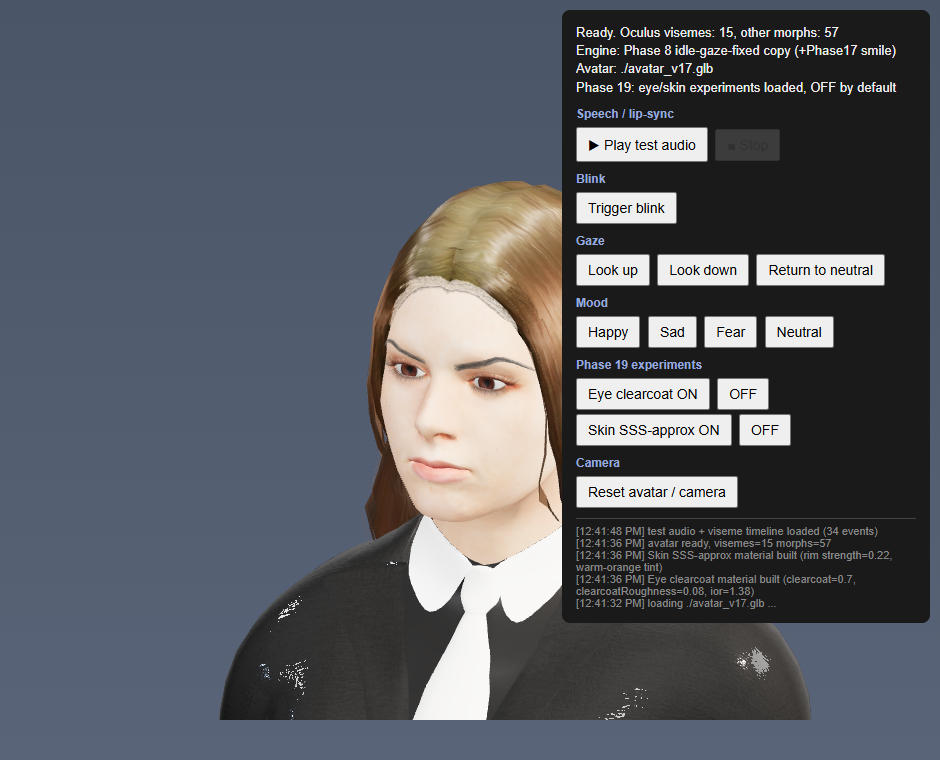 Ready. Oculus visemes: 15, other morphs: 57
Engine: Phase 8 idle-gaze-fixed copy (+Phase17 smile)
Avatar: ./avatar_v17.glb
Phase 19: eye/skin experiments loaded, OFF by default
Speech / lip-sync
▶ Play test audio
■ Stop
Blink
Trigger blink
Gaze
Look up
Look down
Return to neutral
Mood
Happy
Sad
Fear
Neutral
Phase 19 experiments
Eye clearcoat ON
OFF
Skin SSS-approx ON
OFF
Camera
Reset avatar / camera
[12:41:48 PM] test audio + viseme timeline loaded (34 events)
[12:41:36 PM] avatar ready, visemes=15 morphs=57
[12:41:36 PM] Skin SSS-approx material built (rim strength=0.22,
warm-orange tint)
[12:41:36 PM] Eye clearcoat material built (clearcoat=0.7,
clearcoatRoughness=0.08, ior=1.38)
[12:41:32 PM] loading ./avatar_v17.glb ...